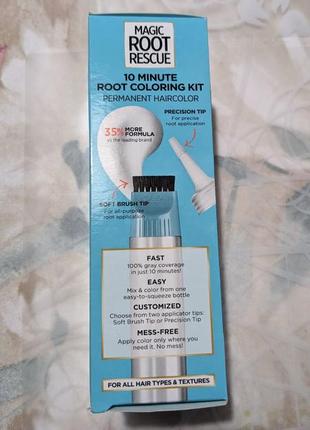 MAGIC
ROOT
RESCUE
10 MINUTE
ROOT COLORING KIT
PERMANENT HAIRCOLOR
PRECISION TIP
For precise
root application
35% MORE
FORMULA
vs the leading brand
SOFT BRUSH TIP
For all-purpose
root application
FAST
100% gray coverage
in just 10 minutes!
EASY
Mix & color from one
easy-to-squeeze bottle
CUSTOMIZED
Choose from two applicator tips:
Soft Brush Tip or Precision Tip
MESS-FREE
Apply color only where you
need it. No mess!
FOR ALL HAIR TYPES & TEXTURES